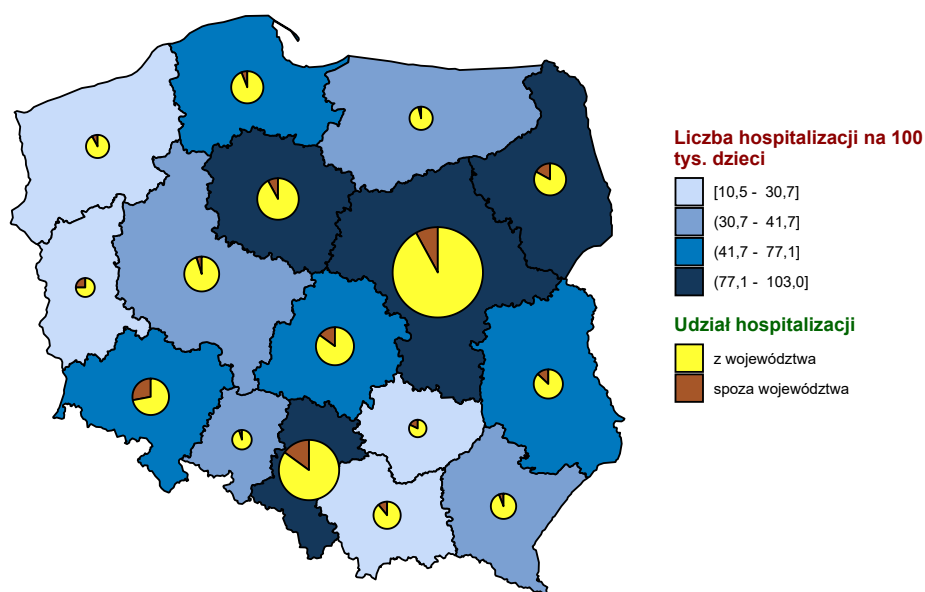 Liczba hospitalizacji na 100
tys. dzieci
[10,5 - 30,7]
(30,7 - 41,7]
(41,7 - 77,1]
(77,1 - 103,0]
Udział hospitalizacji
z województwa
spoza województwa